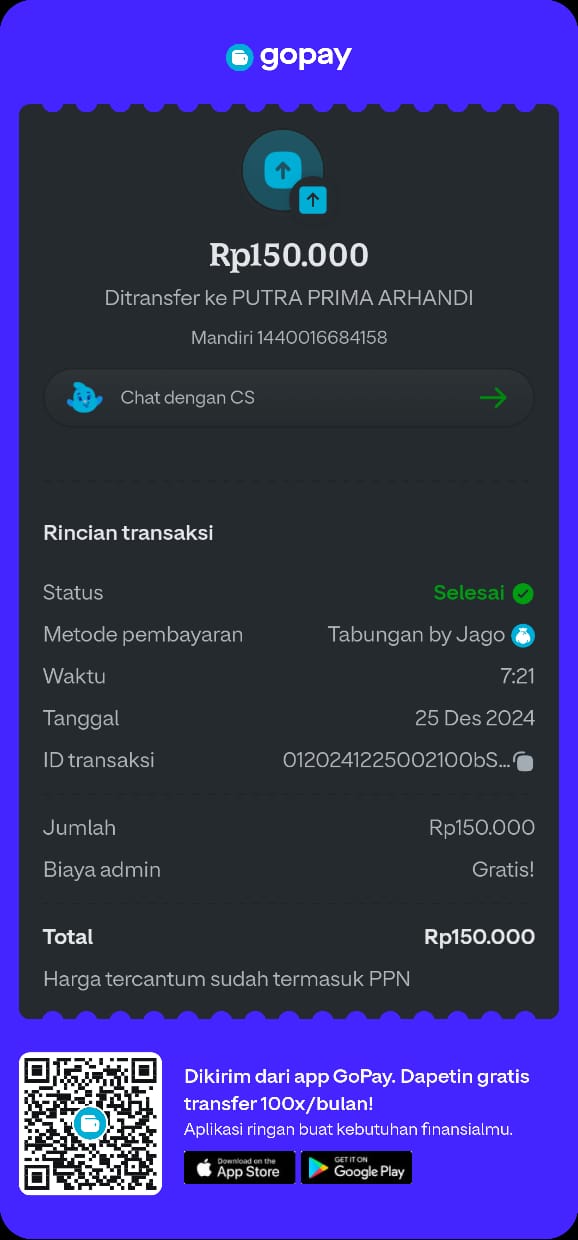 gopay
Rp150.000
Ditransfer ke PUTRA PRIMA ARHANDI
Mandiri 1440016684158
Chat dengan CS
Rincian transaksi
Status Selesai
Metode pembayaran Tabungan by Jago
Waktu 7:21
Tanggal 25 Des 2024
ID transaksi 0120241225002100bS...
Jumlah Rp150.000
Biaya admin Gratis!
Total Rp150.000
Harga tercantum sudah termasuk PPN
Dikirim dari app GoPay. Dapetin gratis
transfer 100x/bulan!
Aplikasi ringan buat kebutuhan finansialmu.
Download on the App Store
GET IT ON Google Play